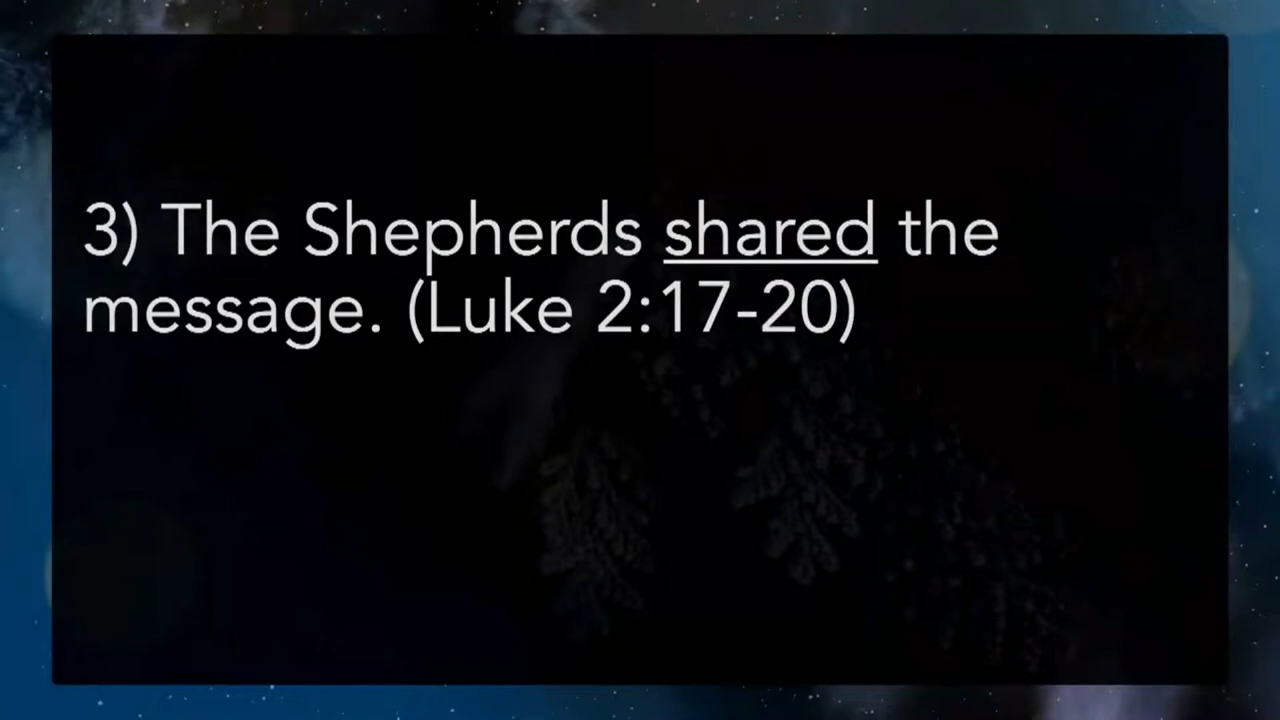 3) The Shepherds shared the
message. (Luke 2:17-20)